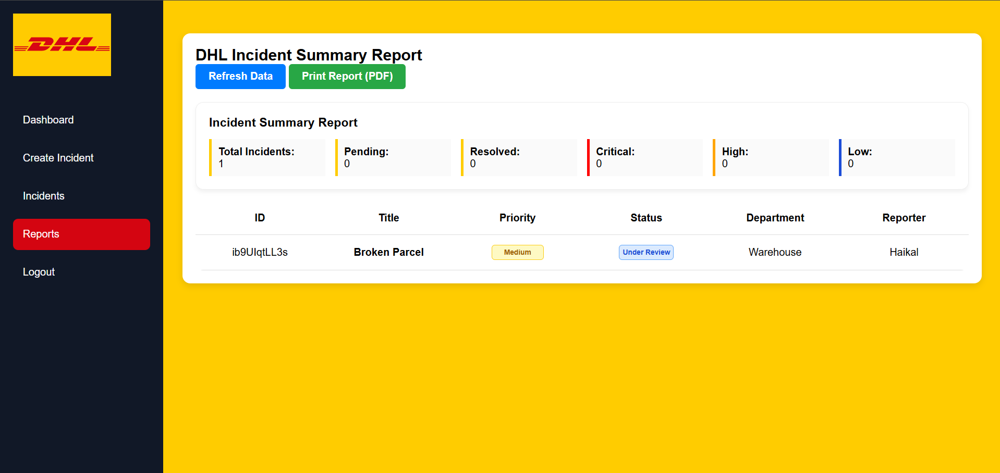 DHL
Dashboard
Create Incident
Incidents
Reports
Logout
DHL Incident Summary Report
Refresh Data Print Report (PDF)
Incident Summary Report
Total Incidents: Pending: Resolved: Critical: High: Low:
1 0 0 0 0 0
ID Title Priority Status Department Reporter
ib9UIqtLL3s Broken Parcel Medium Under Review Warehouse Haikal